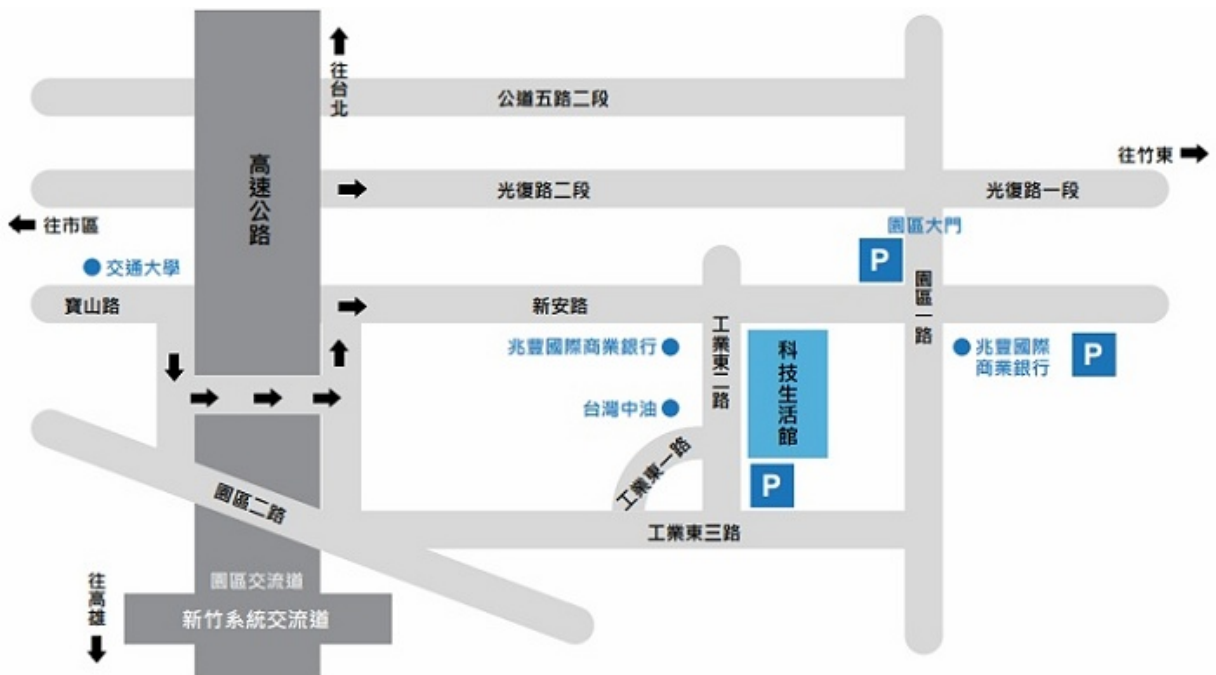 往台北
公道五路二段
高速公路
往竹東
光復路二段
光復路一段
往市區
園區大門
P
交通大學
園區一路
寶山路
新安路
兆豐國際商業銀行
工業東二路
科技生活館
兆豐國際
商業銀行
P
台灣中油
工業東一路
P
園區二路
工業東三路
往高雄
園區交流道
新竹系統交流道